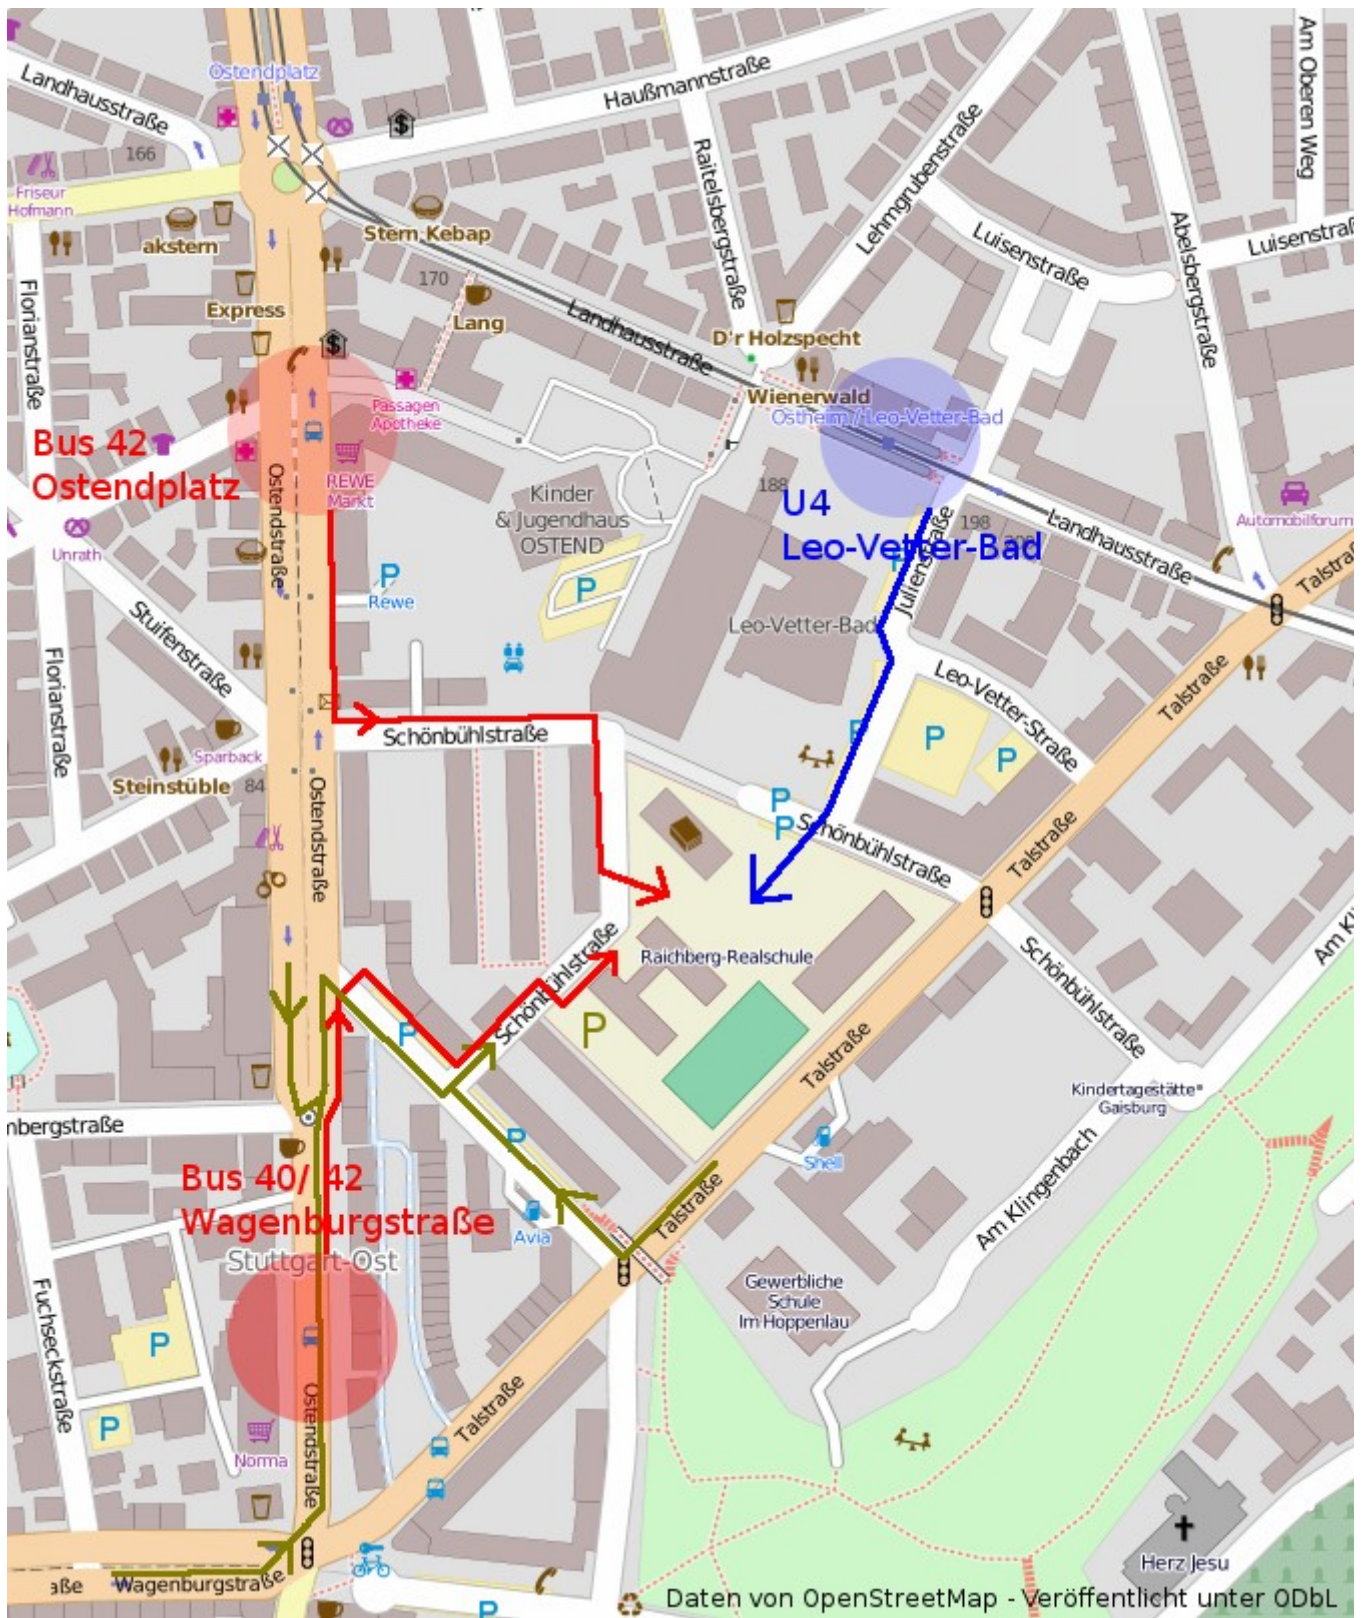 Ostendplatz
Landhausstraße
Haußmannstraße
Am Oberen Weg
166
Friseur
Hofmann
akstern
Stern Kebap
Raitelsbergstraße
Lehmgrubenstraße
Luisenstraße
Abelsbergstraße
Luisenstraß
170
Express
Lang
Landhausstraße
D'r Holzspecht
Florianstraße
Passagen
Apotheke
Wienerwald
Ostheim / Leo-Vetter-Bad
Bus 42
Ostendplatz
REWE
Markt
Kinder
& Jugendhaus
OSTEND
188
U4
Leo-Vetter-Bad
198
Landhausstraße
Automobilforum
Unrath
Ostendstraße
P
Rewe
P
P
Julienstraße
Talstraße
Stuifenstraße
Leo-Vetter-Bad
Florianstraße
Leo-Vetter-Straße
Talstraße
Schönbühlstraße
Sparback
Steinstüble
84
P
P
P
Ostendstraße
P
P
Schönbühlstraße
Talstraße
Raichberg-Realschule
Schönbühlstraße
P
P
Schönbühlstraße
Am Kli
Talstraße
Kindertagestätte
Gaisburg
mbergstraße
P
Shell
Bus 40/ 42
Wagenburgstraße
Stuttgart-Ost
Avia
Talstraße
Am Klingenbach
Gewerbliche
Schule
Im Hoppenlau
Fuchseckstraße
P
P
Ostendstraße
Talstraße
Norma
Herz Jesu
aße
Wagenburgstraße
P
Daten von OpenStreetMap - Veröffentlicht unter ODbL